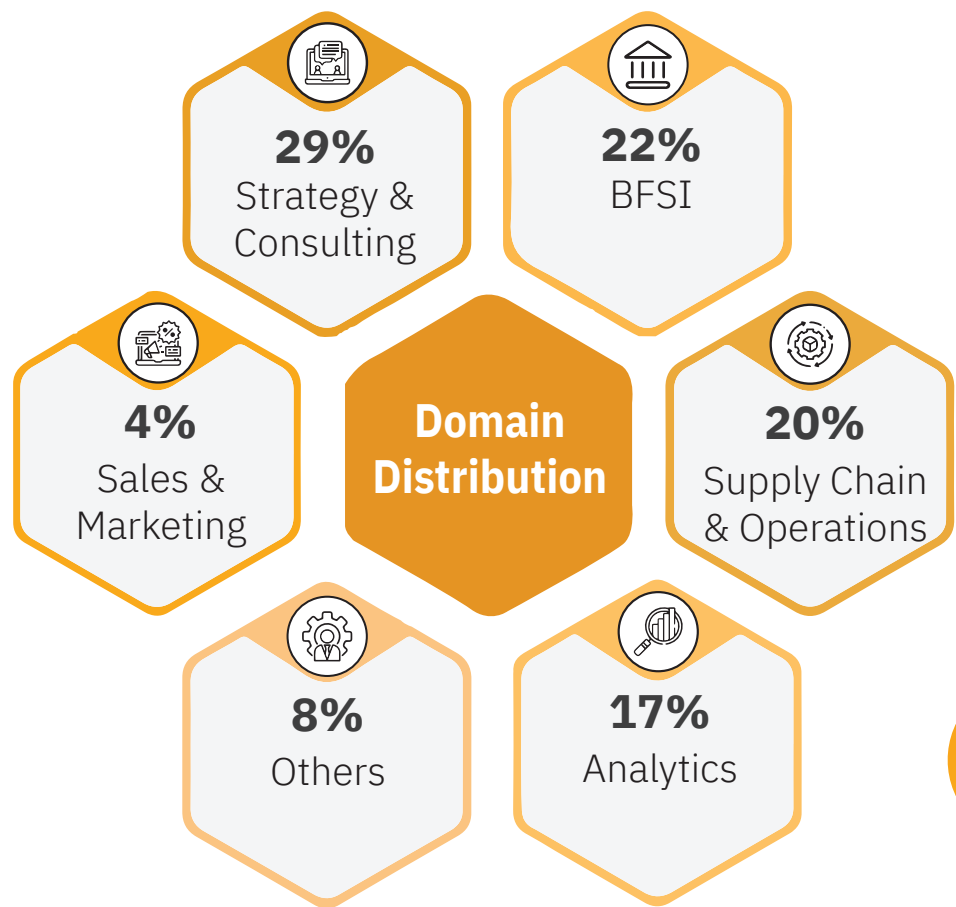 29%
Strategy &
Consulting
22%
BFSI
4%
Sales &
Marketing
Domain
Distribution
20%
Supply Chain
& Operations
8%
Others
17%
Analytics